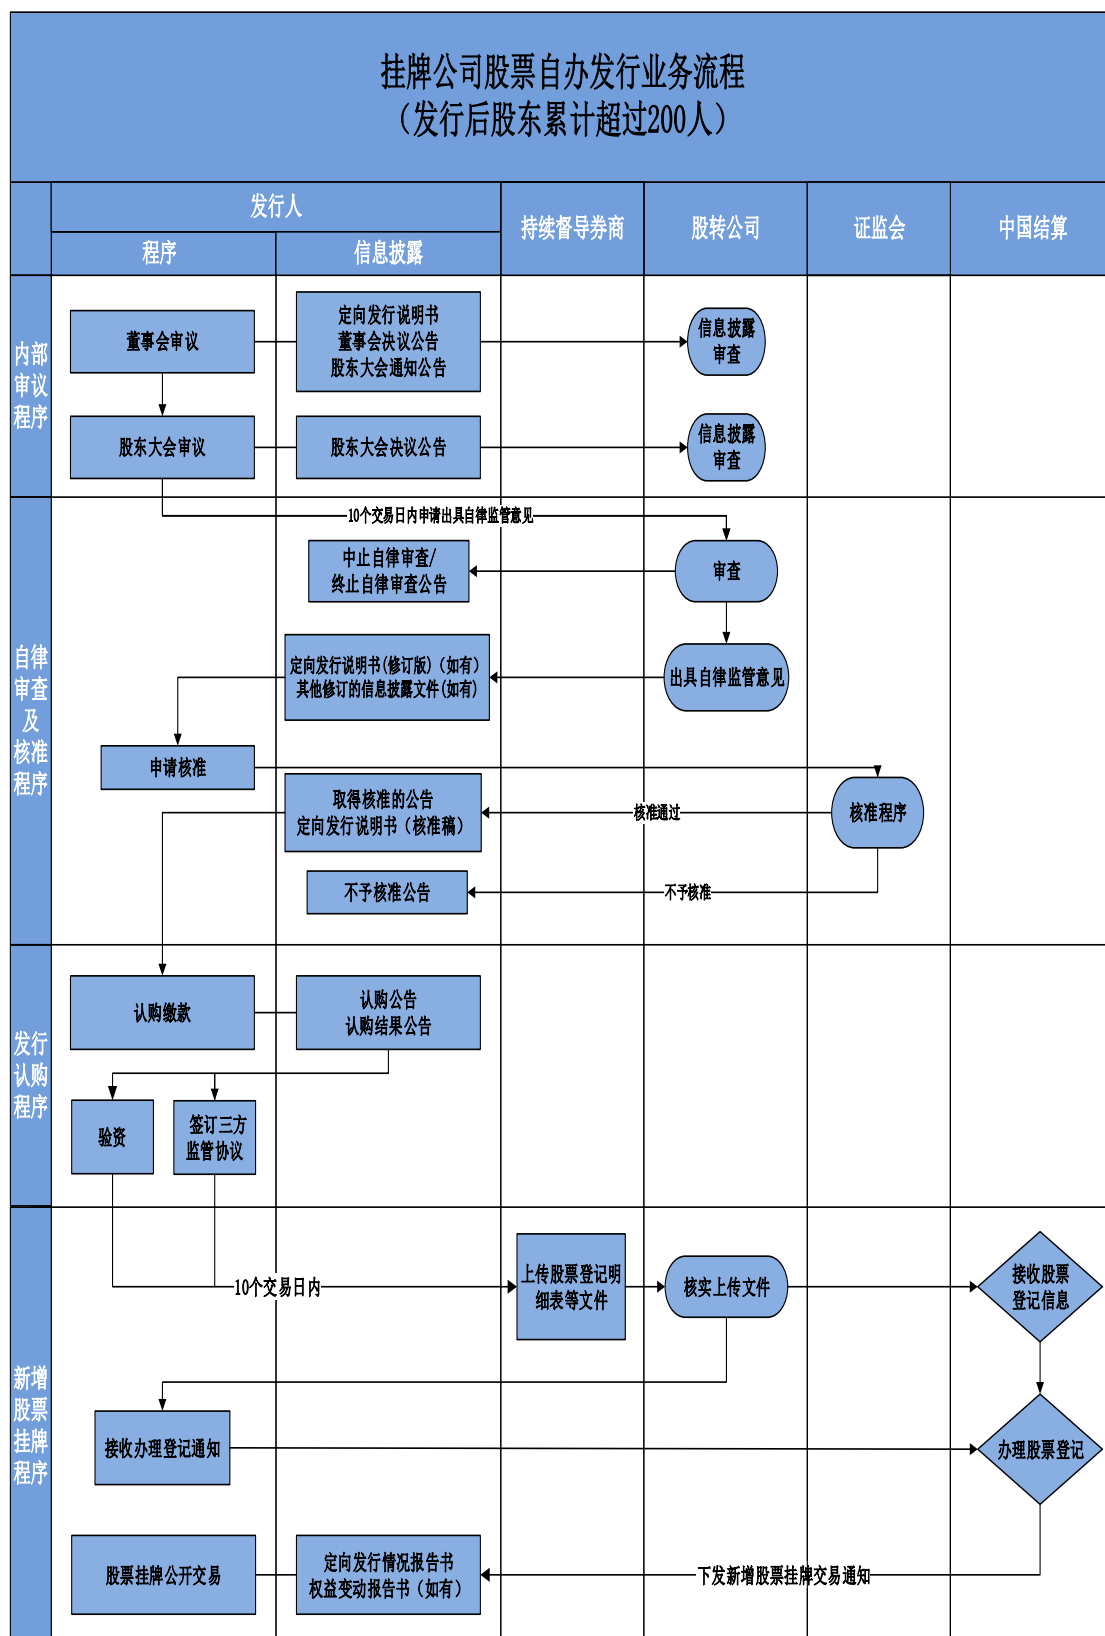 挂牌公司股票自办发行业务流程
（发行后股东累计超过200人）
发行人
持续督导券商
股转公司
证监会
中国结算
程序
信息披露
内部
审议
程序
董事会审议
定向发行说明书
董事会决议公告
股东大会通知公告
信息披露
审查
股东大会审议
股东大会决议公告
信息披露
审查
自律
审查
及
核准
程序
10个交易日内申请出具自律监管意见
中止自律审查/
终止自律审查公告
审查
定向发行说明书(修订版)（如有）
其他修订的信息披露文件(如有)
出具自律监管意见
申请核准
取得核准的公告
定向发行说明书（核准稿）
核准通过
核准程序
不予核准公告
不予核准
发行
认购
程序
认购缴款
认购公告
认购结果公告
验资
签订三方
监管协议
新增
股票
挂牌
程序
10个交易日内
上传股票登记明
细表等文件
核实上传文件
接收股票
登记信息
接收办理登记通知
办理股票登记
股票挂牌公开交易
定向发行情况报告书
权益变动报告书（如有）
下发新增股票挂牌交易通知